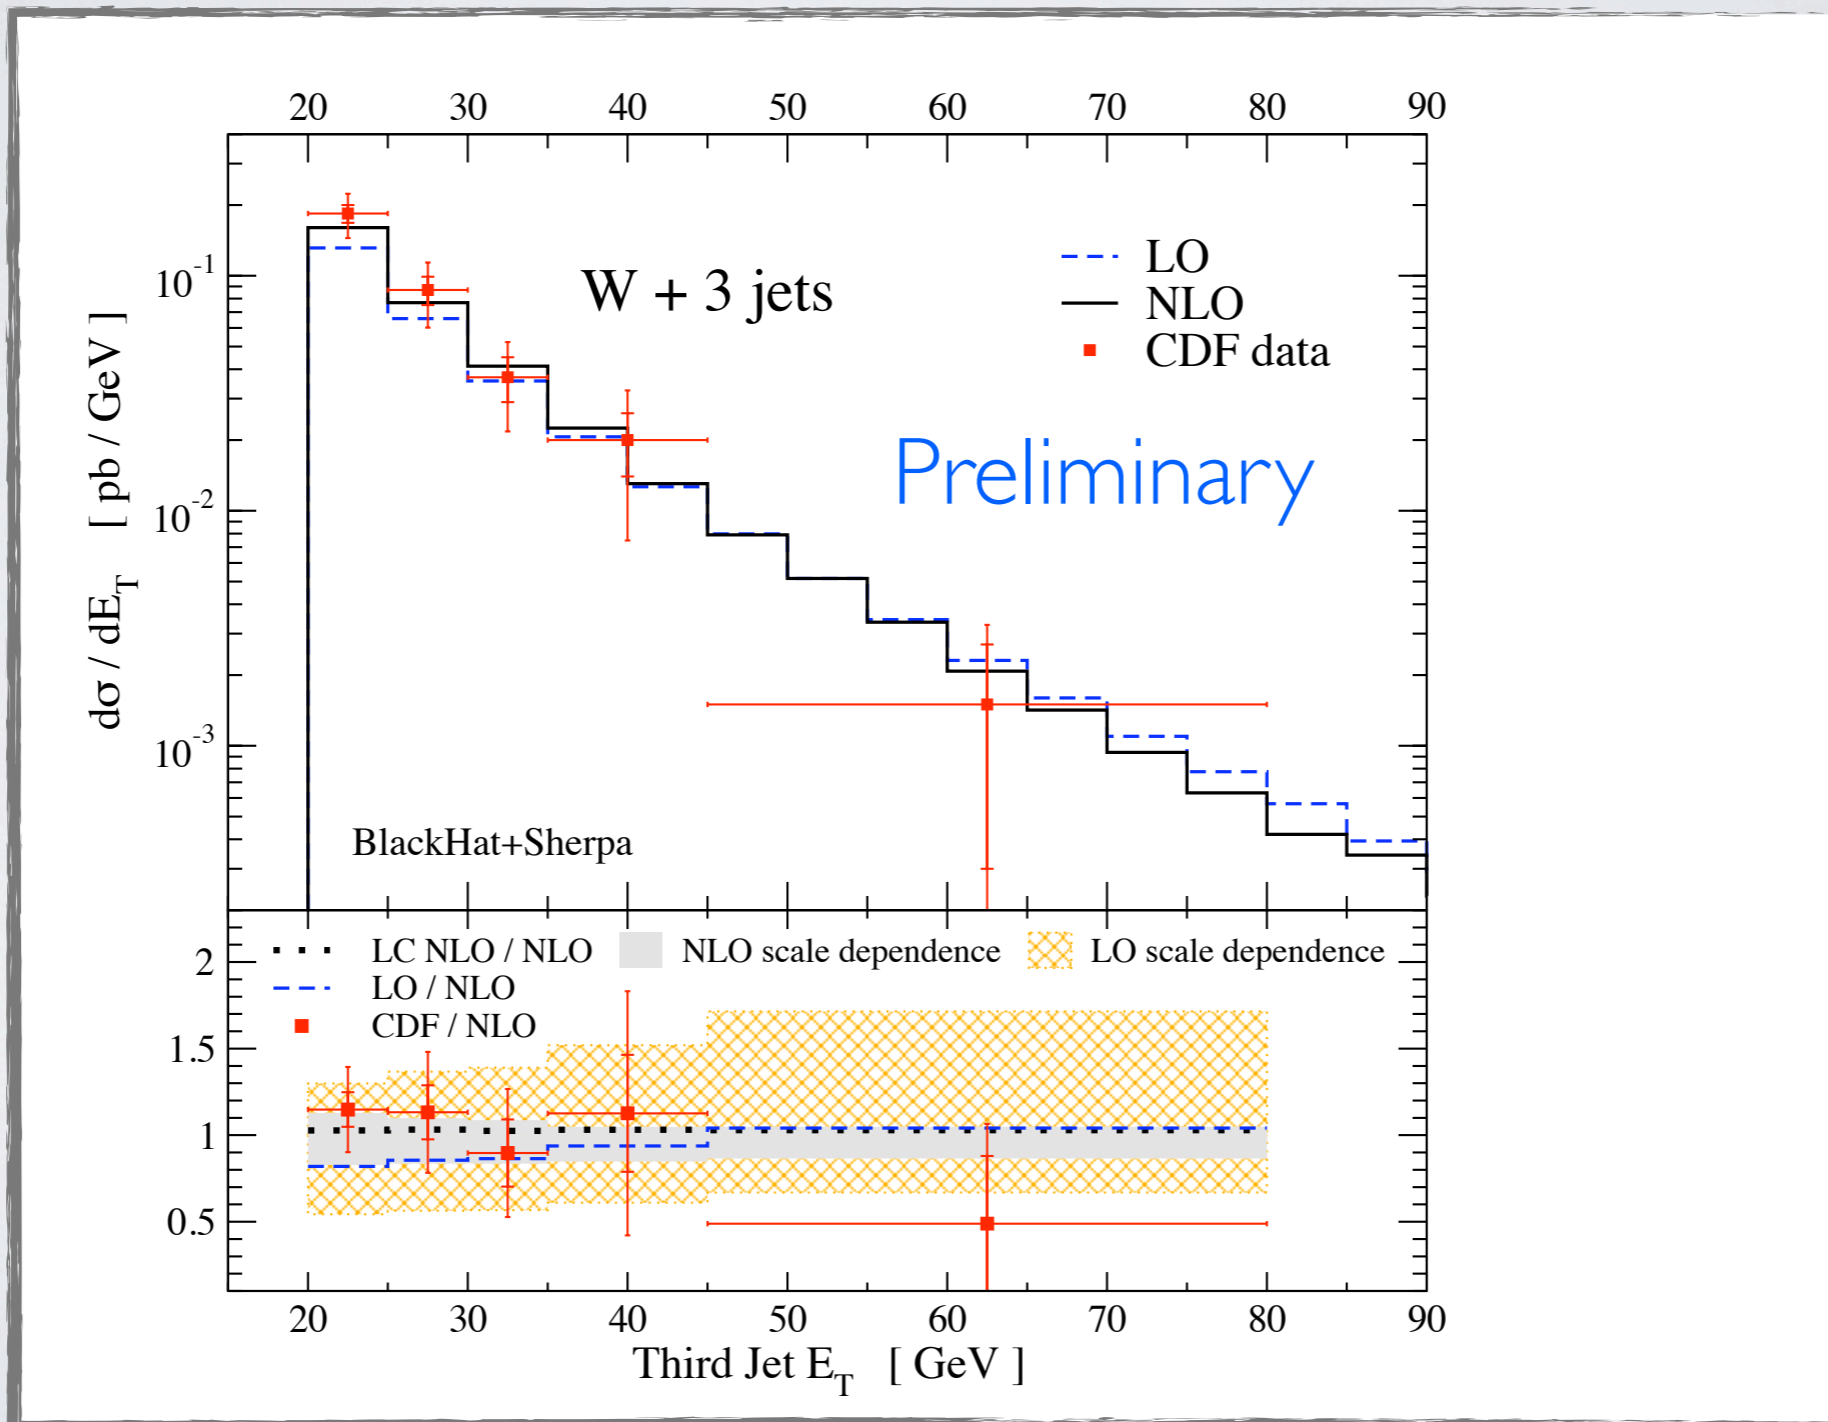 20 30 40 50 60 70 80 90
W + 3 jets
LO
NLO
CDF data
Preliminary
10^-1
10^-2
10^-3
dσ / dE_T [ pb / GeV ]
BlackHat+Sherpa
LC NLO / NLO
NLO scale dependence
LO scale dependence
LO / NLO
CDF / NLO
2
1.5
1
0.5
20 30 40 50 60 70 80 90
Third Jet E_T [ GeV ]